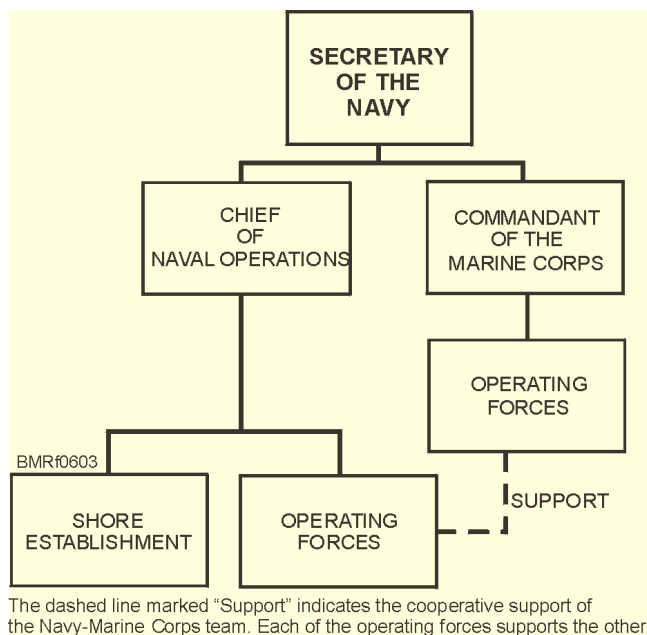 SECRETARY
OF THE
NAVY
CHIEF
OF
NAVAL OPERATIONS
COMMANDANT
OF THE
MARINE CORPS
OPERATING
FORCES
BMRf0603
SHORE
ESTABLISHMENT
OPERATING
FORCES
SUPPORT
The dashed line marked “Support” indicates the cooperative support of
the Navy-Marine Corps team. Each of the operating forces supports the other